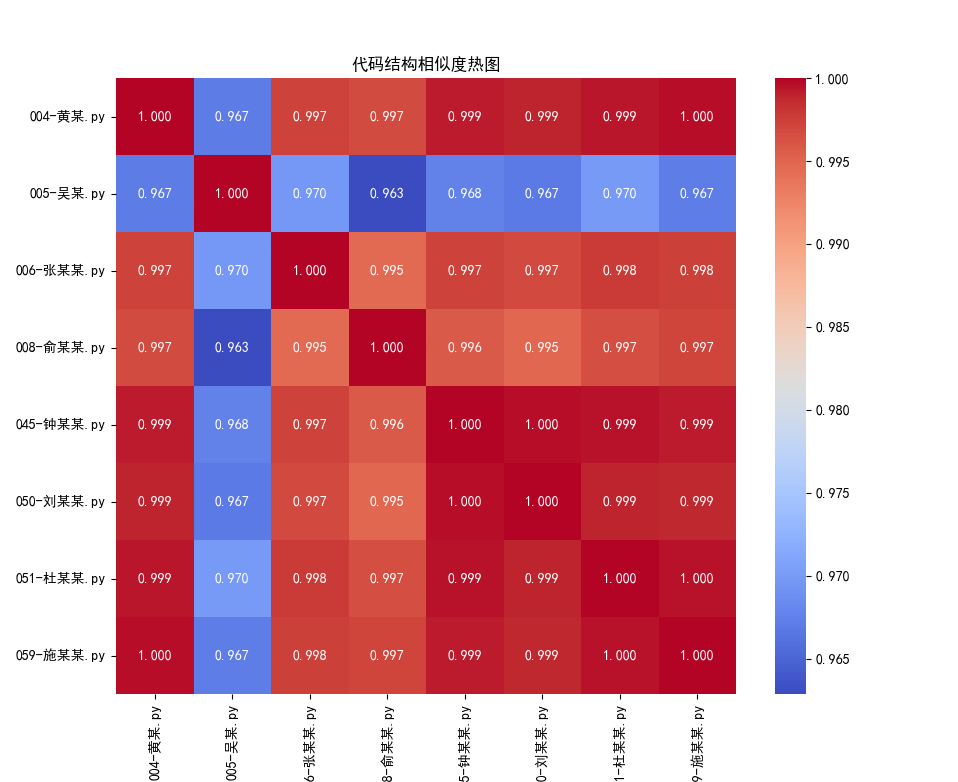 代码结构相似度热图
004-黄某.py 1.000 0.967 0.997 0.997 0.999 0.999 0.999 1.000
005-吴某.py 0.967 1.000 0.970 0.963 0.968 0.967 0.970 0.967
006-张某某.py 0.997 0.970 1.000 0.995 0.997 0.997 0.998 0.998
008-俞某某.py 0.997 0.963 0.995 1.000 0.996 0.995 0.997 0.997
045-钟某某.py 0.999 0.968 0.997 0.996 1.000 1.000 0.999 0.999
050-刘某某.py 0.999 0.967 0.997 0.995 1.000 1.000 0.999 0.999
051-杜某某.py 0.999 0.970 0.998 0.997 0.999 0.999 1.000 1.000
059-施某某.py 1.000 0.967 0.998 0.997 0.999 0.999 1.000 1.000
004-黄某.py
005-吴某.py
6-张某某.py
8-俞某某.py
5-钟某某.py
0-刘某某.py
1-杜某某.py
9-施某某.py
1.000
0.995
0.990
0.985
0.980
0.975
0.970
0.965